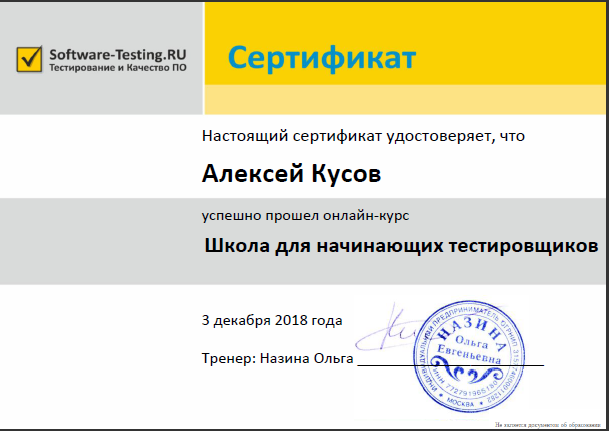 Software-Testing.RU
Тестирование и Качество ПО
Сертификат
Настоящий сертификат удостоверяет, что
Алексей Кусов
успешно прошел онлайн-курс
Школа для начинающих тестировщиков
3 декабря 2018 года
Тренер: Назина Ольга
ИНДИВИДУАЛЬНЫЙ ПРЕДПРИНИМАТЕЛЬ ОГРНИП
НАЗИНА
Ольга
Евгеньевна
ИНН
МОСКВА
Не является документом об образовании